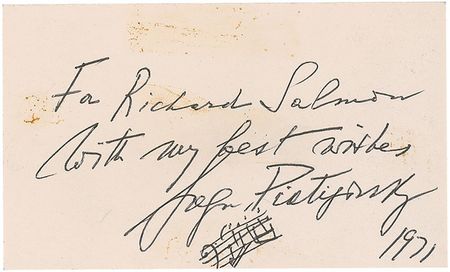 For Richard Salmon
With my best wishes
Gregor Piatigorsky
1971